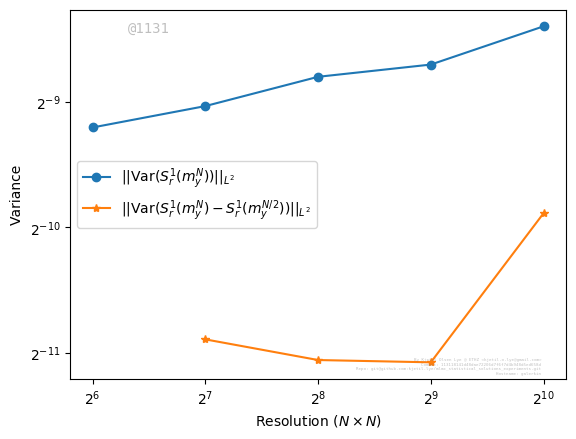 @1131
2^{-9}
2^{-10}
2^{-11}
Variance
||Var(S_r^1(m_y^N))||_{L^2}
||Var(S_r^1(m_y^N) − S_r^1(m_y^{N/2}))||_{L^2}
2^6 2^7 2^8 2^9 2^{10}
Resolution (N × N)